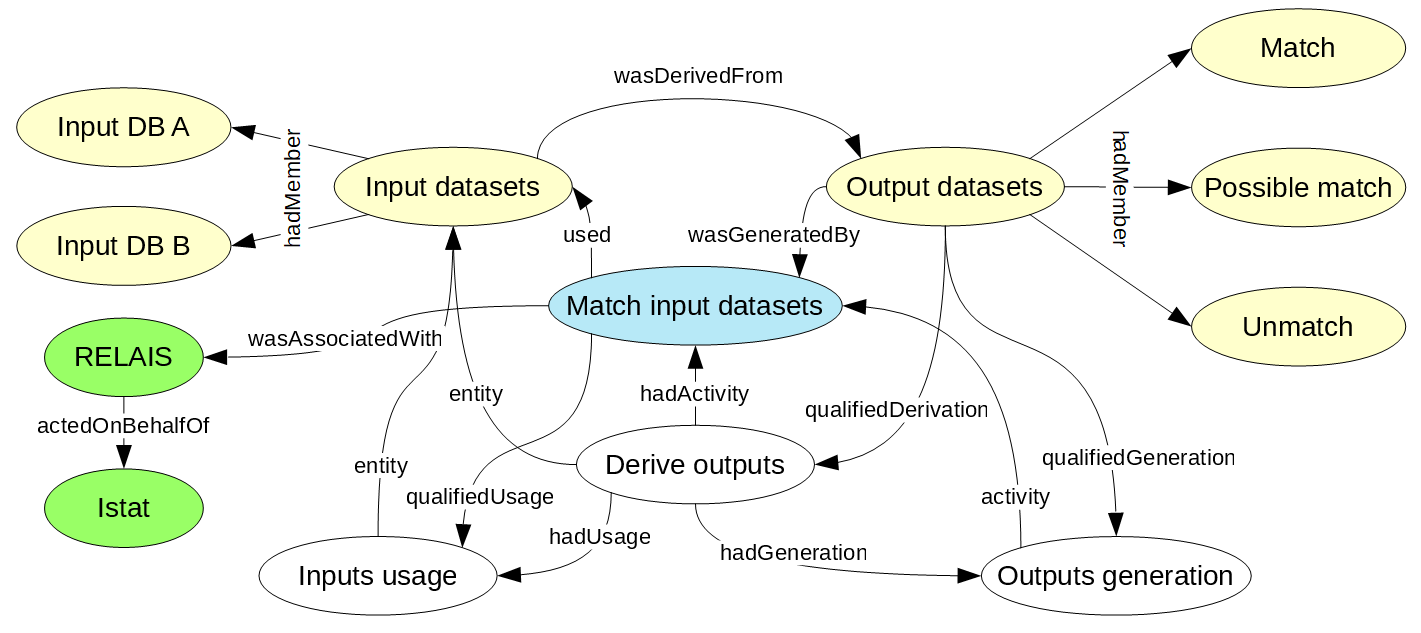 Match
wasDerivedFrom
Input DB A
hadMember
Input datasets
Output datasets
hadMember
Possible match
Input DB B
used
wasGeneratedBy
Match input datasets
Unmatch
wasAssociatedWith
RELAIS
entity
hadActivity
qualifiedDerivation
actedOnBehalfOf
entity
Derive outputs
qualifiedGeneration
Istat
qualifiedUsage
activity
hadUsage
hadGeneration
Inputs usage
Outputs generation